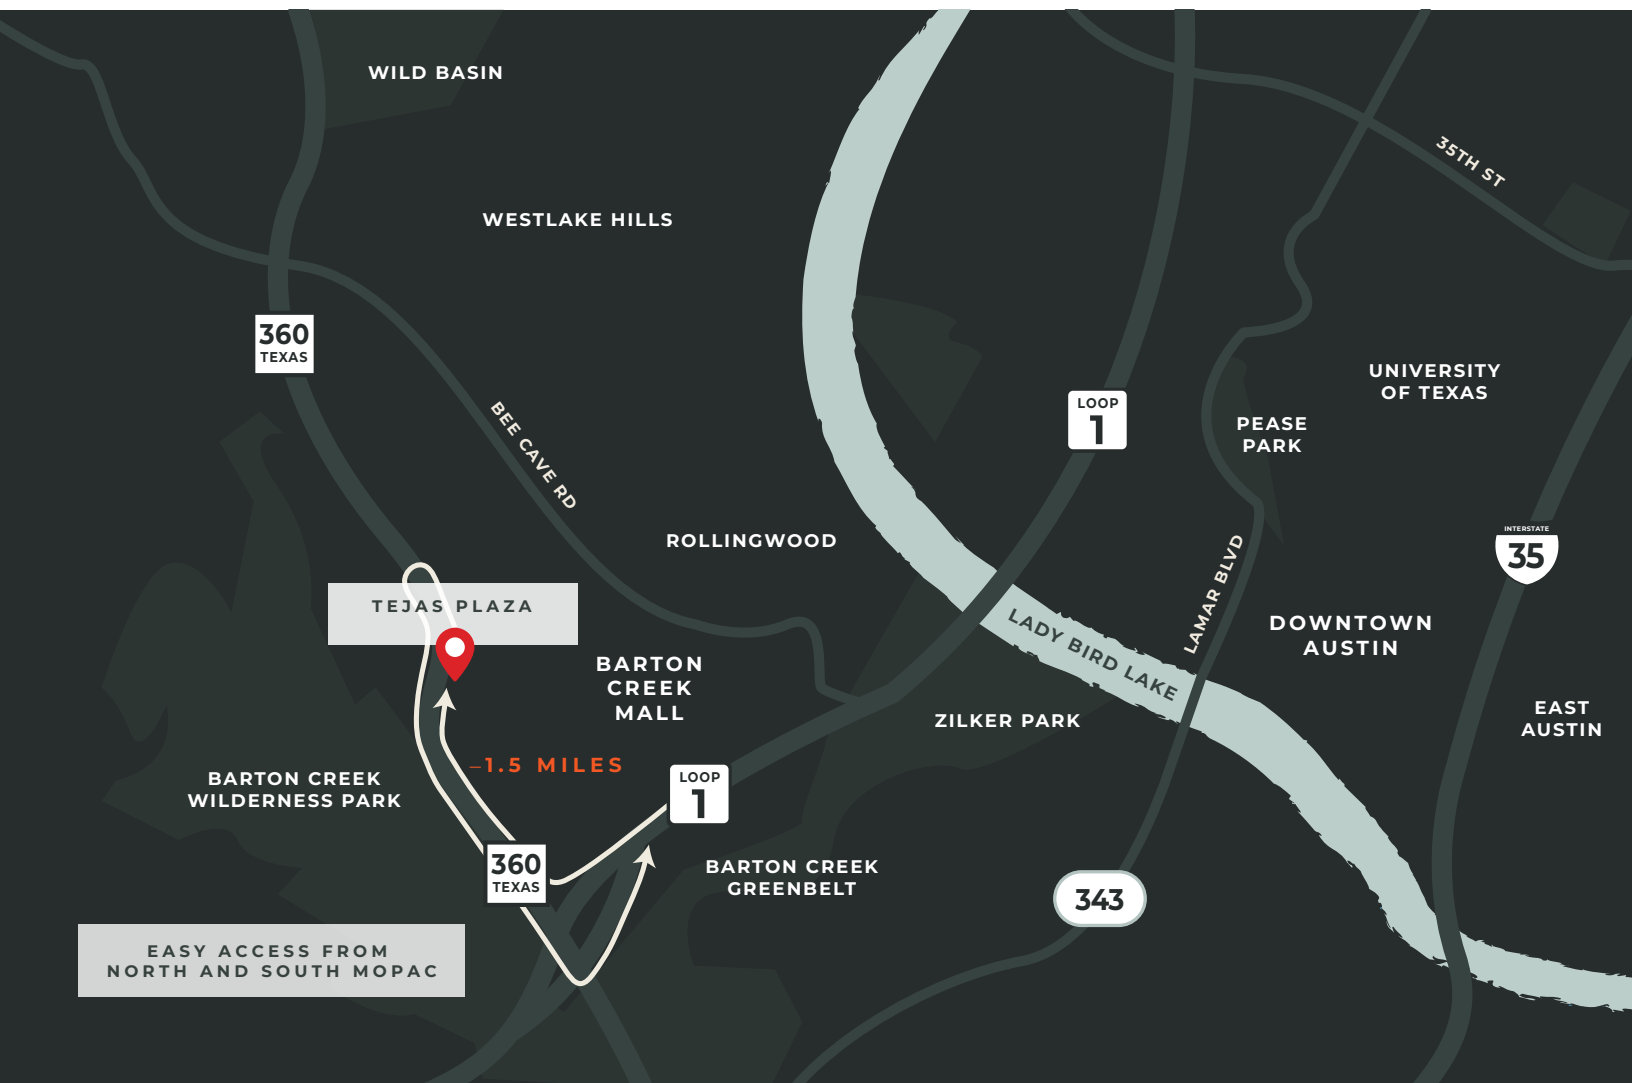 WILD BASIN
35TH ST
WESTLAKE HILLS
360
TEXAS
UNIVERSITY
OF TEXAS
LOOP
1
PEASE
PARK
BEE CAVE RD
INTERSTATE
35
ROLLINGWOOD
LAMAR BLVD
TEJAS PLAZA
LADY BIRD LAKE
DOWNTOWN
AUSTIN
BARTON
CREEK
MALL
ZILKER PARK
EAST
AUSTIN
–1.5 MILES
BARTON CREEK
WILDERNESS PARK
LOOP
1
360
TEXAS
BARTON CREEK
GREENBELT
343
EASY ACCESS FROM
NORTH AND SOUTH MOPAC